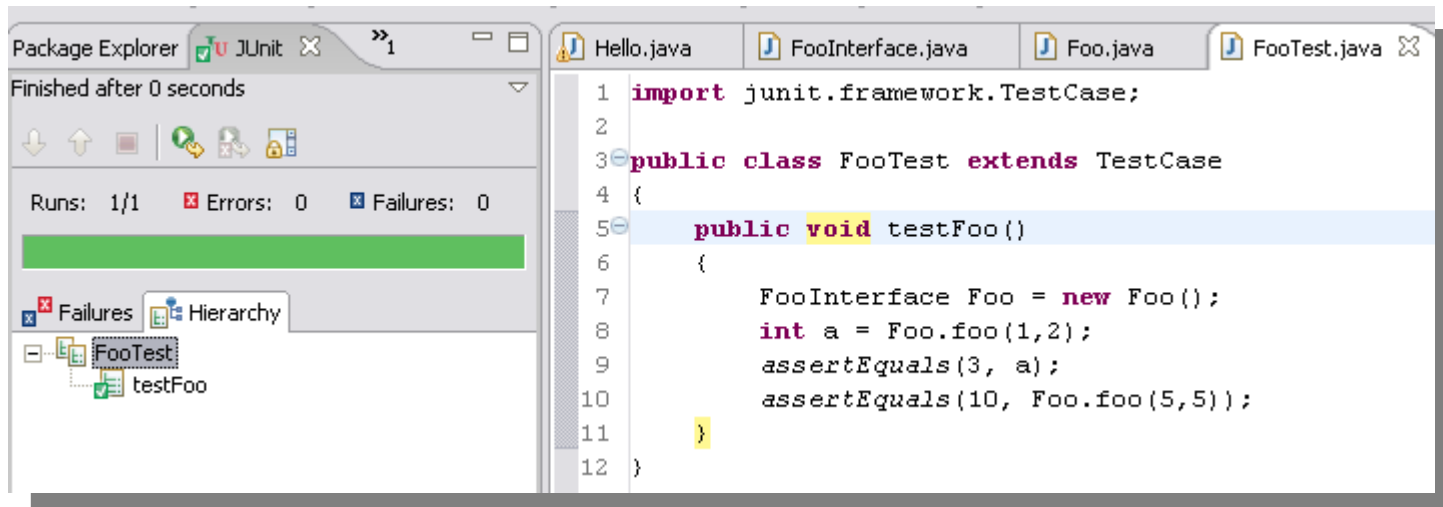 Package Explorer JUnit »1
Finished after 0 seconds
Runs: 1/1 Errors: 0 Failures: 0
Failures Hierarchy
FooTest
testFoo
Hello.java FooInterface.java Foo.java FooTest.java
1 import junit.framework.TestCase;
2
3 public class FooTest extends TestCase
4 {
5 public void testFoo()
6 {
7 FooInterface Foo = new Foo();
8 int a = Foo.foo(1,2);
9 assertEquals(3, a);
10 assertEquals(10, Foo.foo(5,5));
11 }
12 }